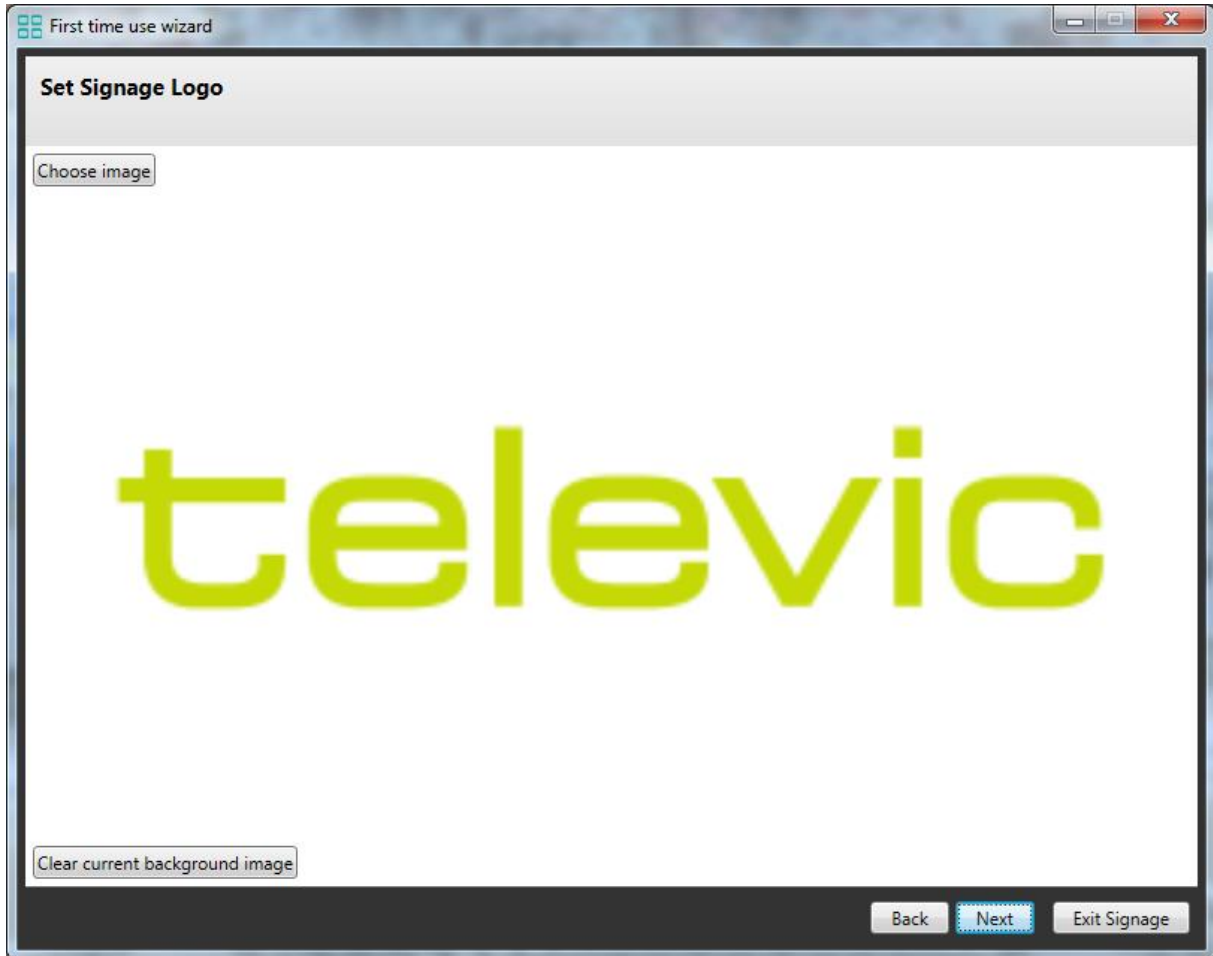 First time use wizard
Set Signage Logo
Choose image
televic
Clear current background image
Back Next Exit Signage